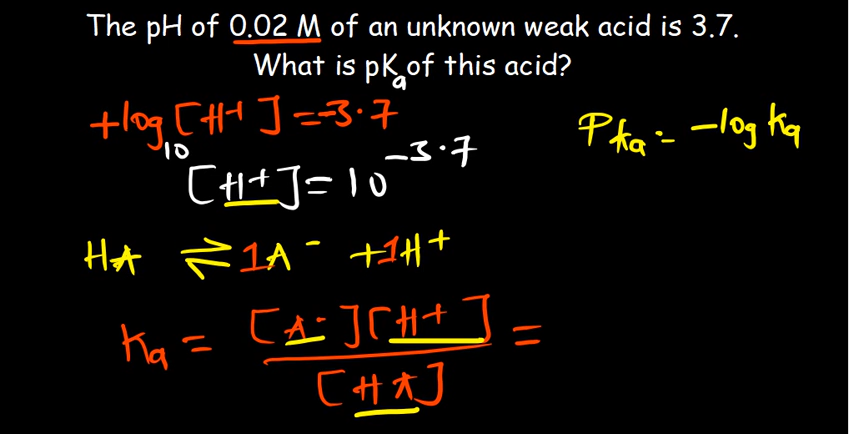 The pH of 0.02 M of an unknown weak acid is 3.7.
What is pKa of this acid?
+log10 [H+] = -3.7
PKa = -log Ka
[H+] = 10^-3.7
HA ⇌ 1A- + 1H+
Ka = [A-][H+] / [HA] =